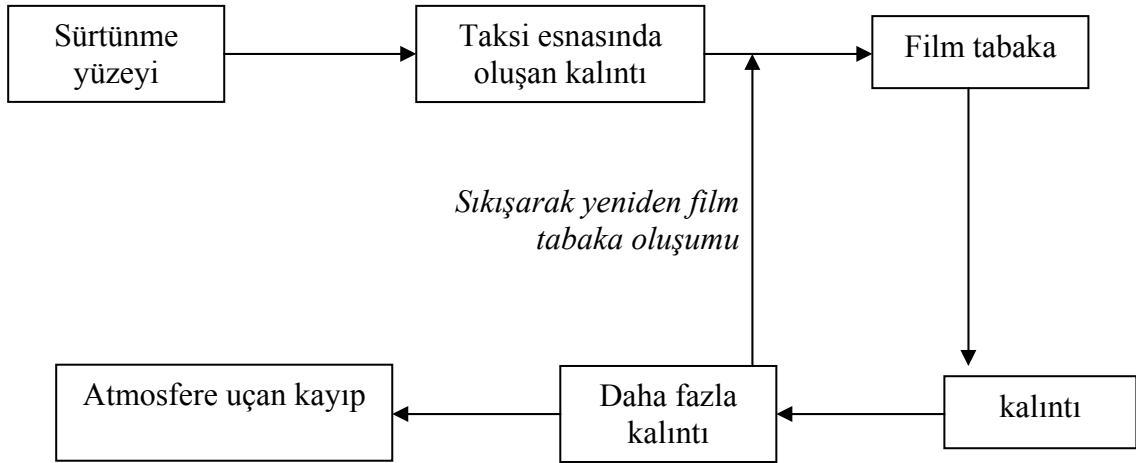 Sürtünme
yüzeyi
Taksi esnasında
oluşan kalıntı
Film tabaka
Sıkışarak yeniden film
tabaka oluşumu
Atmosfere uçan kayıp
Daha fazla
kalıntı
kalıntı